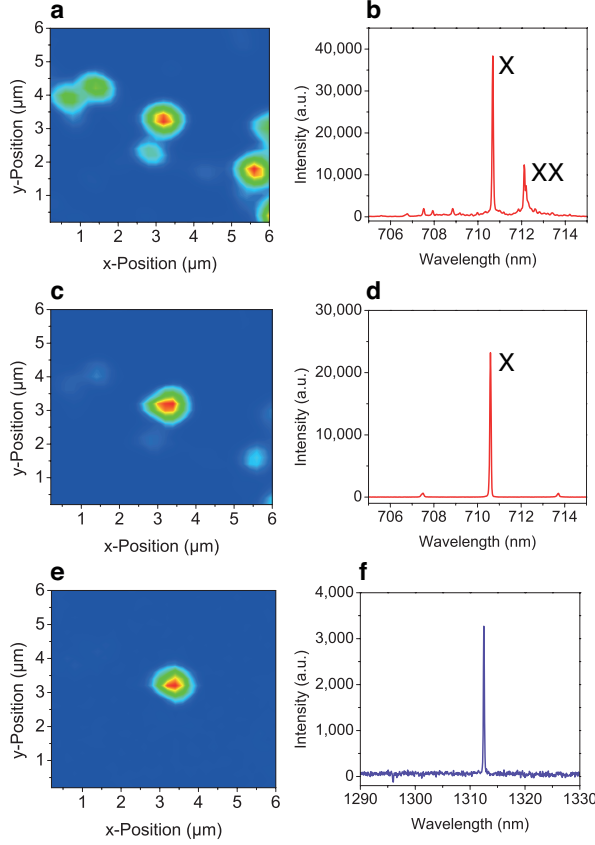 a
6
5
4
3
2
1
y-Position (µm)
1 2 3 4 5 6
x-Position (µm)
b
40,000
30,000
20,000
10,000
0
Intensity (a.u.)
X
XX
706 708 710 712 714
Wavelength (nm)
c
6
5
4
3
2
1
y-Position (µm)
1 2 3 4 5 6
x-Position (µm)
d
30,000
20,000
10,000
0
Intensity (a.u.)
X
706 708 710 712 714
Wavelength (nm)
e
6
5
4
3
2
1
y-Position (µm)
1 2 3 4 5 6
x-Position (µm)
f
4,000
3,000
1,000
1,000
0
Intensity (a.u.)
1290 1300 1310 1320 1330
Wavelength (nm)